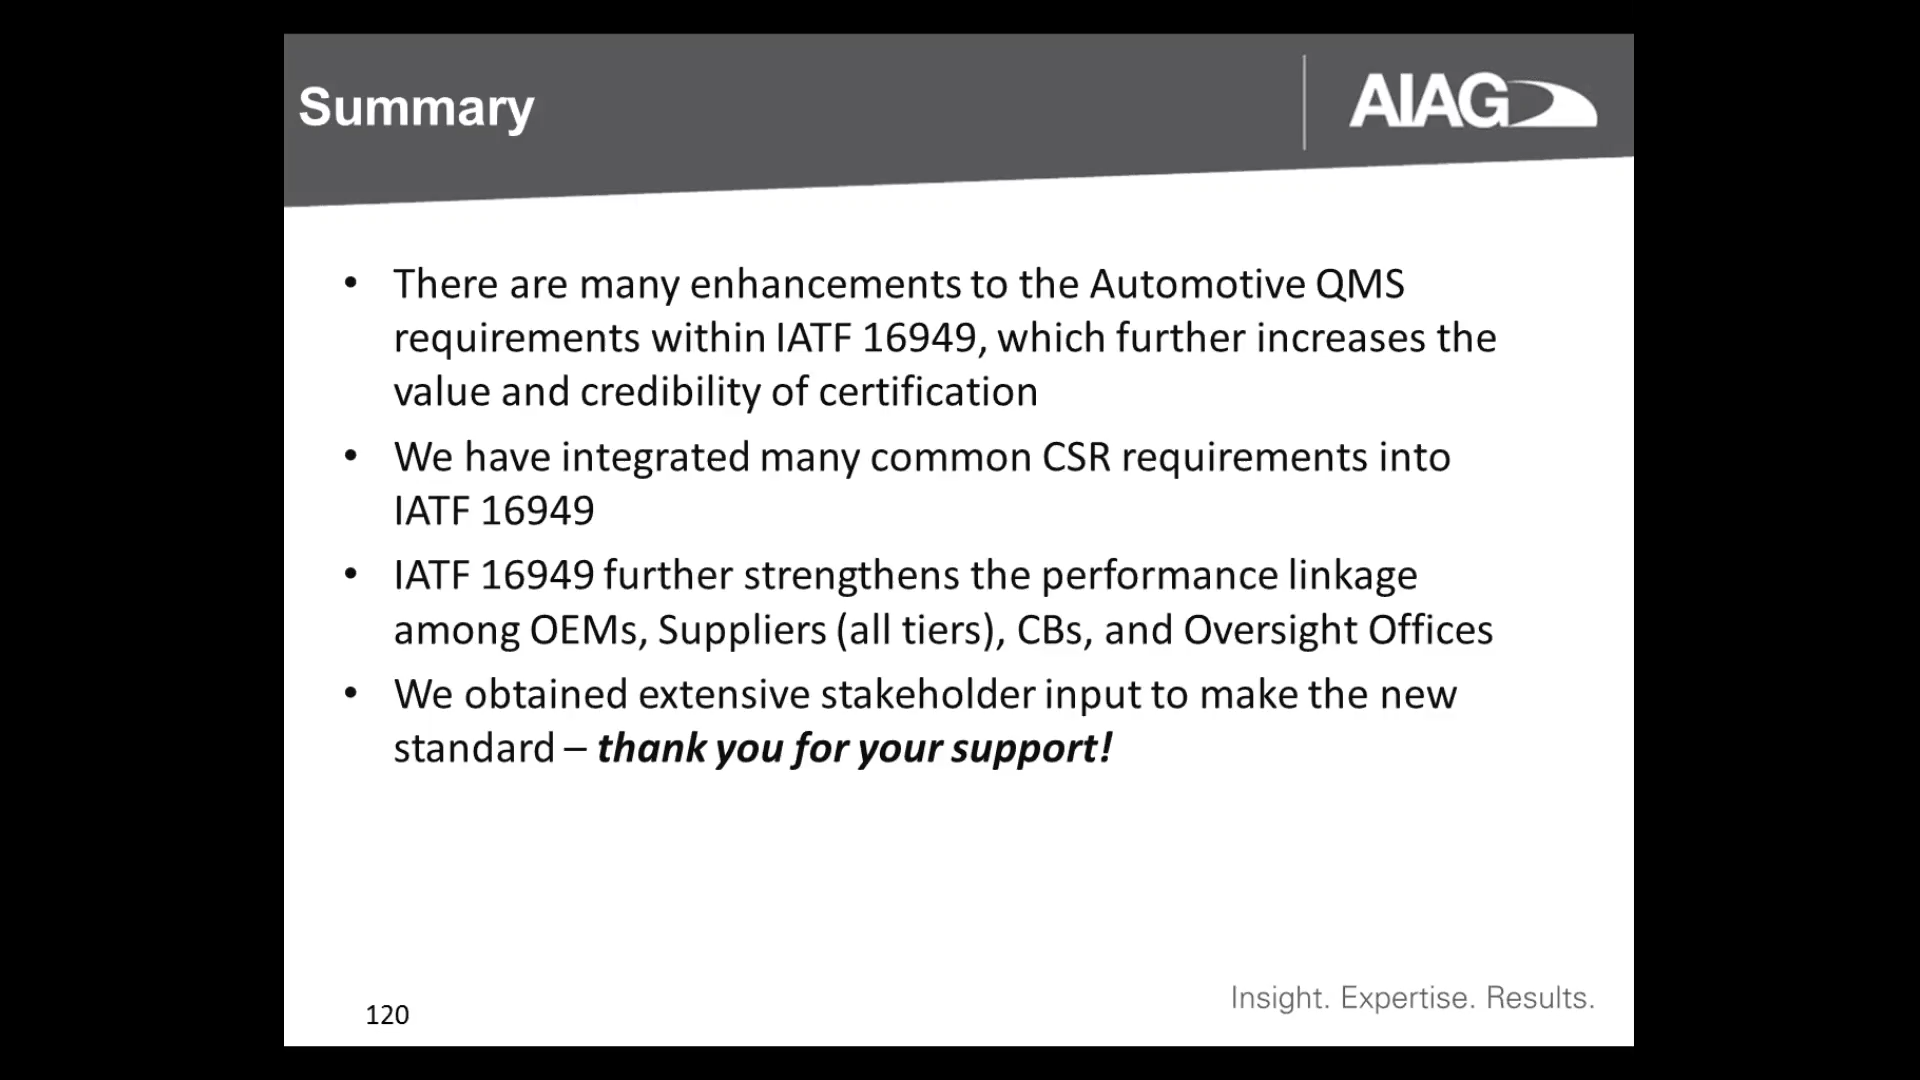 Summary
AIAG
• There are many enhancements to the Automotive QMS
requirements within IATF 16949, which further increases the
value and credibility of certification
• We have integrated many common CSR requirements into
IATF 16949
• IATF 16949 further strengthens the performance linkage
among OEMs, Suppliers (all tiers), CBs, and Oversight Offices
• We obtained extensive stakeholder input to make the new
standard – thank you for your support!
Insight. Expertise. Results.
120